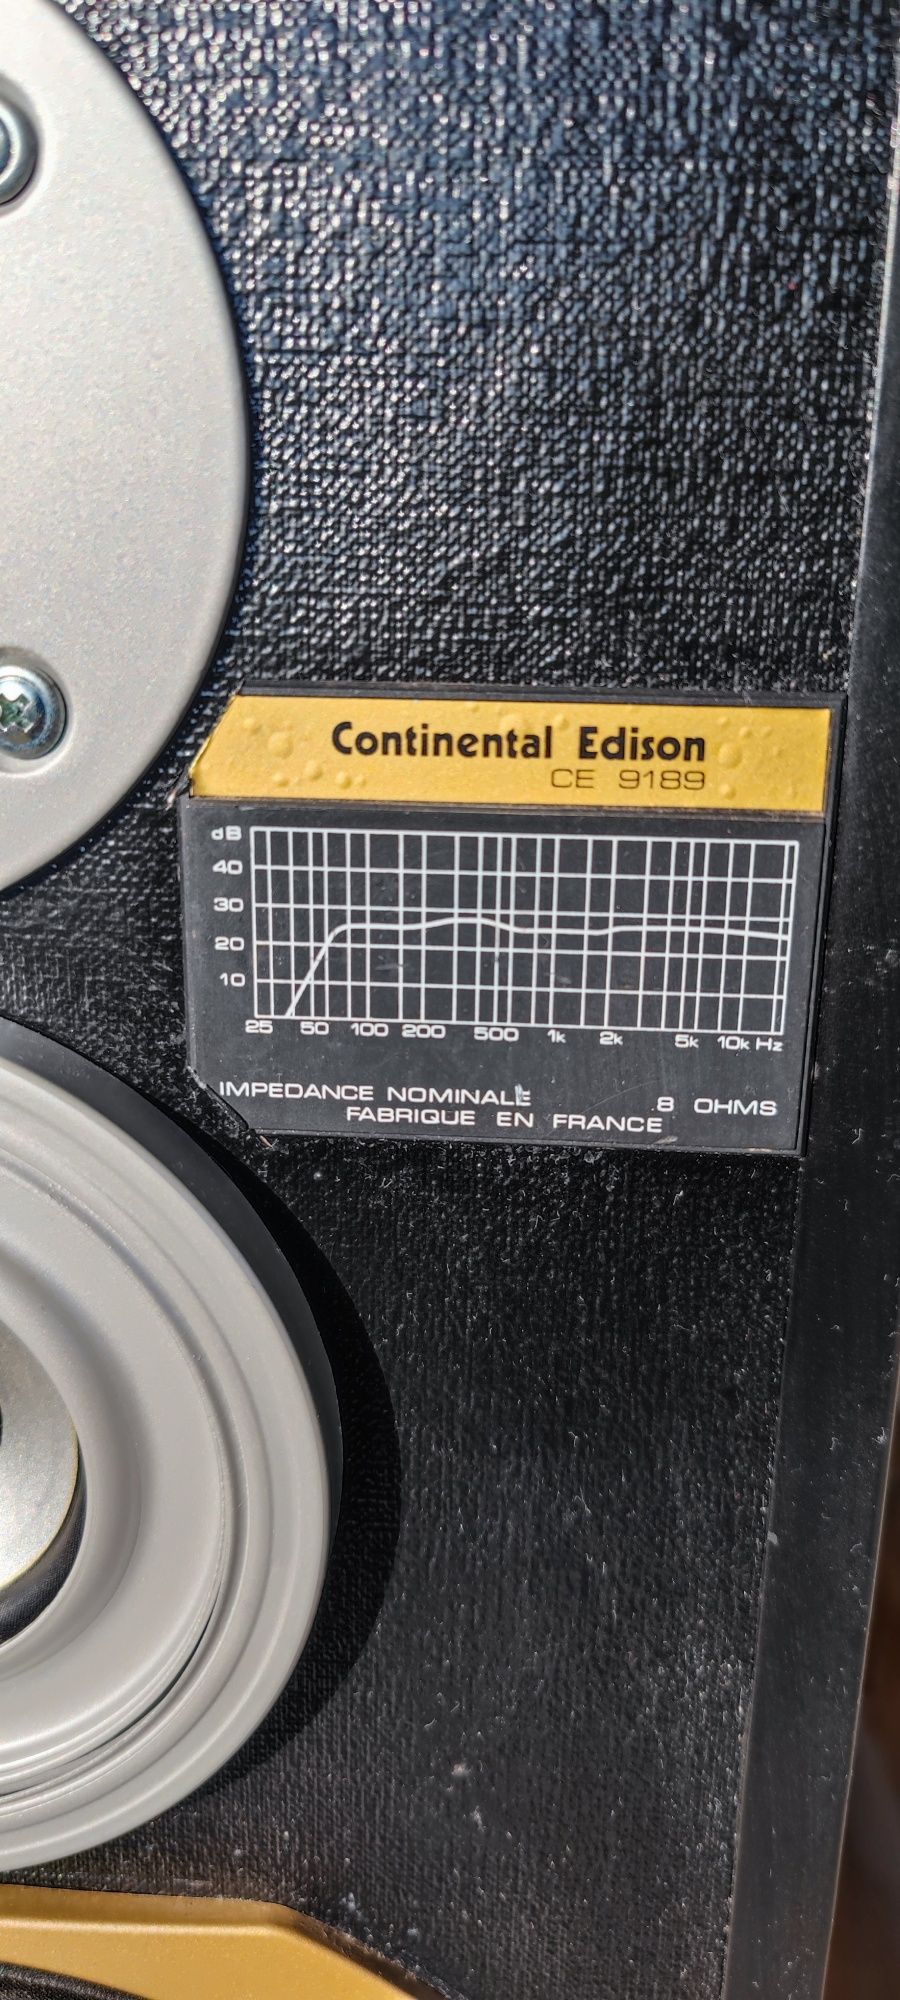 Continental Edison
CE 9189
dB
40
30
20
10
25 50 100 200 500 1k 2k 5k 10k Hz
IMPEDANCE NOMINALE 8 OHMS
FABRIQUE EN FRANCE